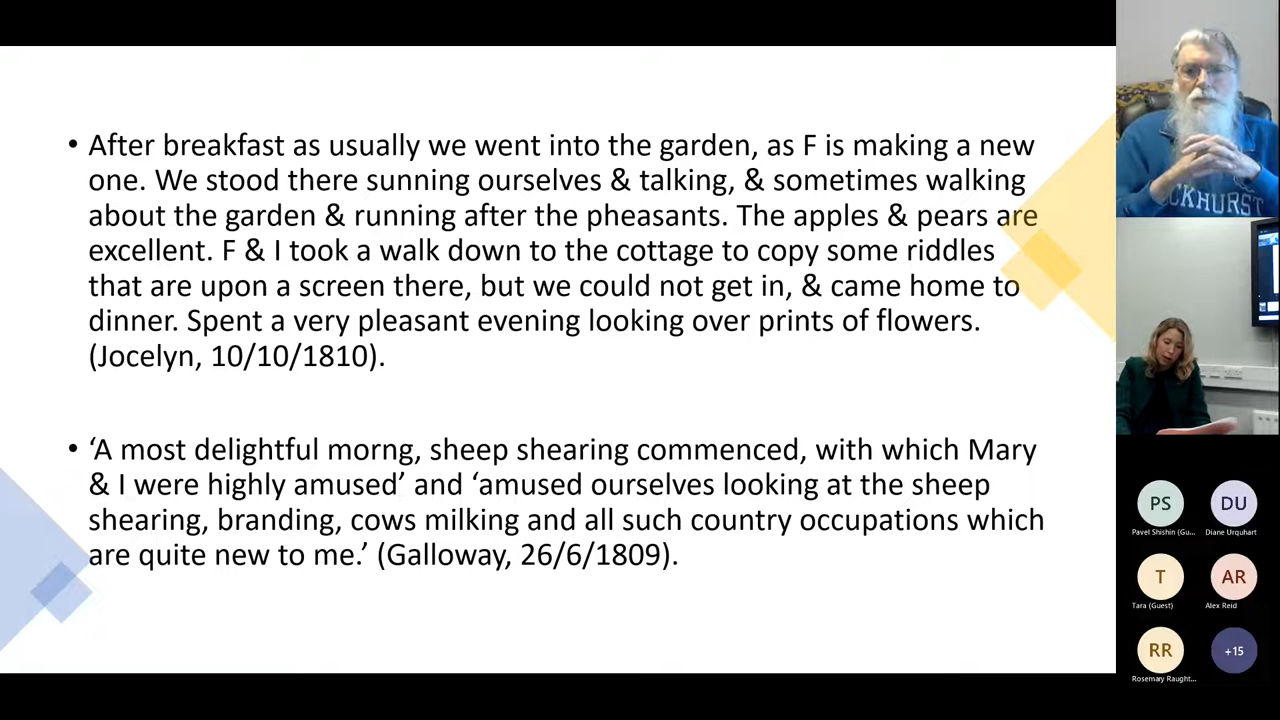 • After breakfast as usually we went into the garden, as F is making a new
one. We stood there sunning ourselves & talking, & sometimes walking
about the garden & running after the pheasants. The apples & pears are
excellent. F & I took a walk down to the cottage to copy some riddles
that are upon a screen there, but we could not get in, & came home to
dinner. Spent a very pleasant evening looking over prints of flowers.
(Jocelyn, 10/10/1810).
• ‘A most delightful morng, sheep shearing commenced, with which Mary
& I were highly amused’ and ‘amused ourselves looking at the sheep
shearing, branding, cows milking and all such country occupations which
are quite new to me.’ (Galloway, 26/6/1809).
CKHURST
PS
DU
Pavel Shishin (Gu...
Diane Urquhart
T
AR
Tara (Guest)
Alex Reid
RR
+15
Rosemary Raught...